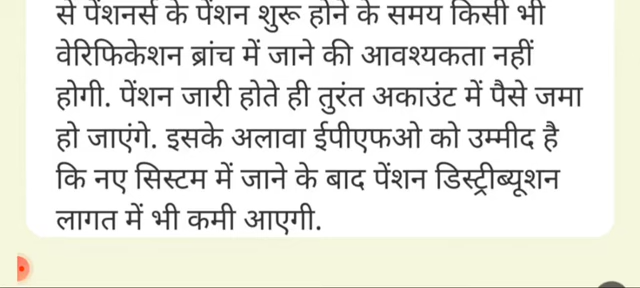 से पेंशनर्स के पेंशन शुरू होने के समय किसी भी
वेरिफिकेशन ब्रांच में जाने की आवश्यकता नहीं
होगी. पेंशन जारी होते ही तुरंत अकाउंट में पैसे जमा
हो जाएंगे. इसके अलावा ईपीएफओ को उम्मीद है
कि नए सिस्टम में जाने के बाद पेंशन डिस्ट्रीब्यूशन
लागत में भी कमी आएगी.